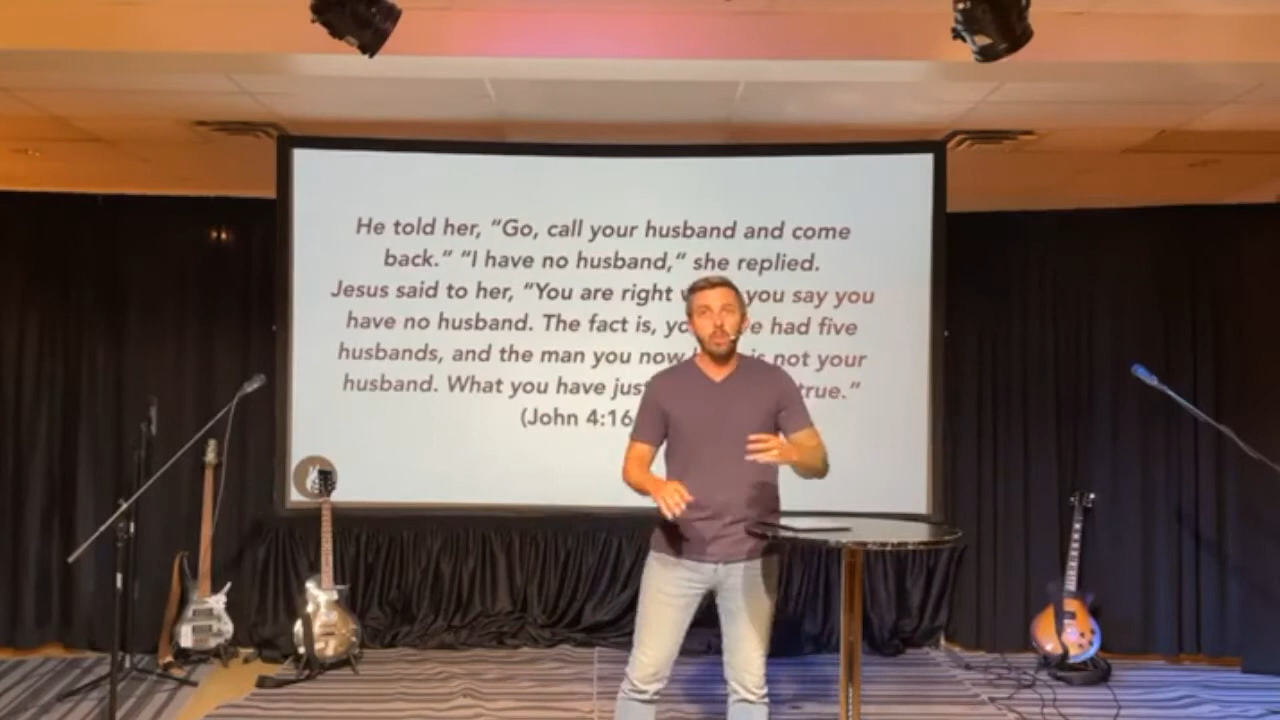 He told her, “Go, call your husband and come
back.” “I have no husband,“ she replied.
Jesus said to her, “You are right you say you
have no husband. The fact is, had five
husbands, and the man you now not your
husband. What you have just true.”
(John 4:16